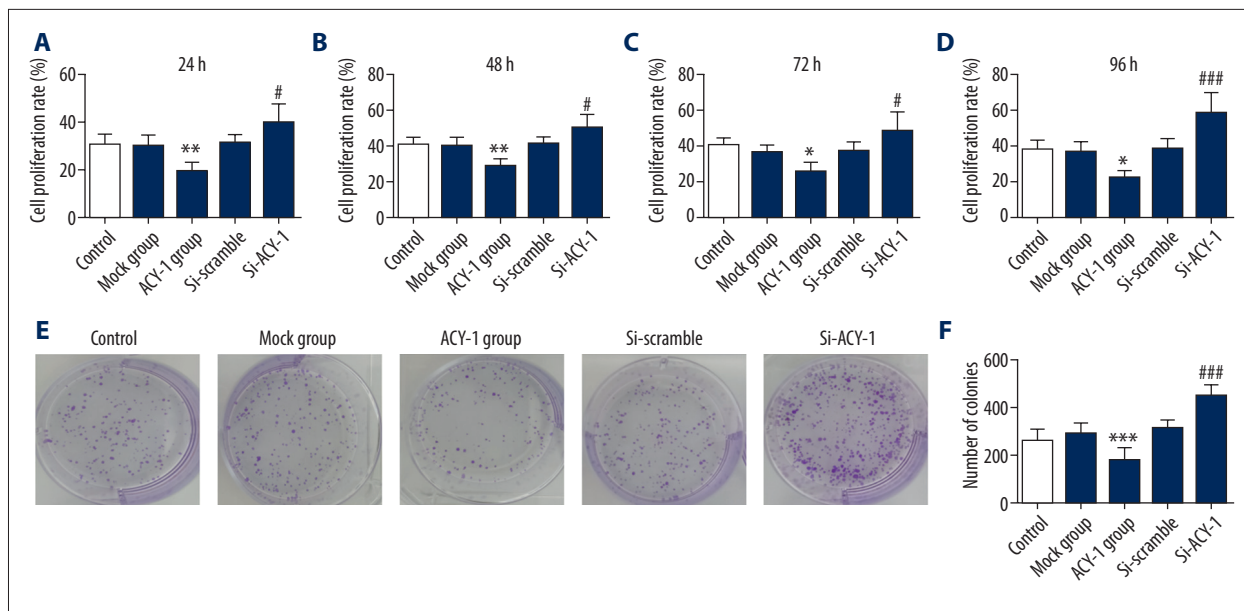 A
24 h
Cell proliferation rate (%)
60
40
20
0
**
#
Control
Mock group
ACY-1 group
Si-scramble
Si-ACY-1
B
48 h
Cell proliferation rate (%)
80
60
40
20
0
**
#
Control
Mock group
ACY-1 group
Si-scramble
Si-ACY-1
C
72 h
Cell proliferation rate (%)
80
60
40
20
0
*
#
Control
Mock group
ACY-1 group
Si-scramble
Si-ACY-1
D
96 h
Cell proliferation rate (%)
80
60
40
20
0
*
###
Control
Mock group
ACY-1 group
Si-scramble
Si-ACY-1
E
Control
Mock group
ACY-1 group
Si-scramble
Si-ACY-1
F
Number of colonies
600
400
200
0
***
###
Control
Mock group
ACY-1 group
Si-scramble
Si-ACY-1